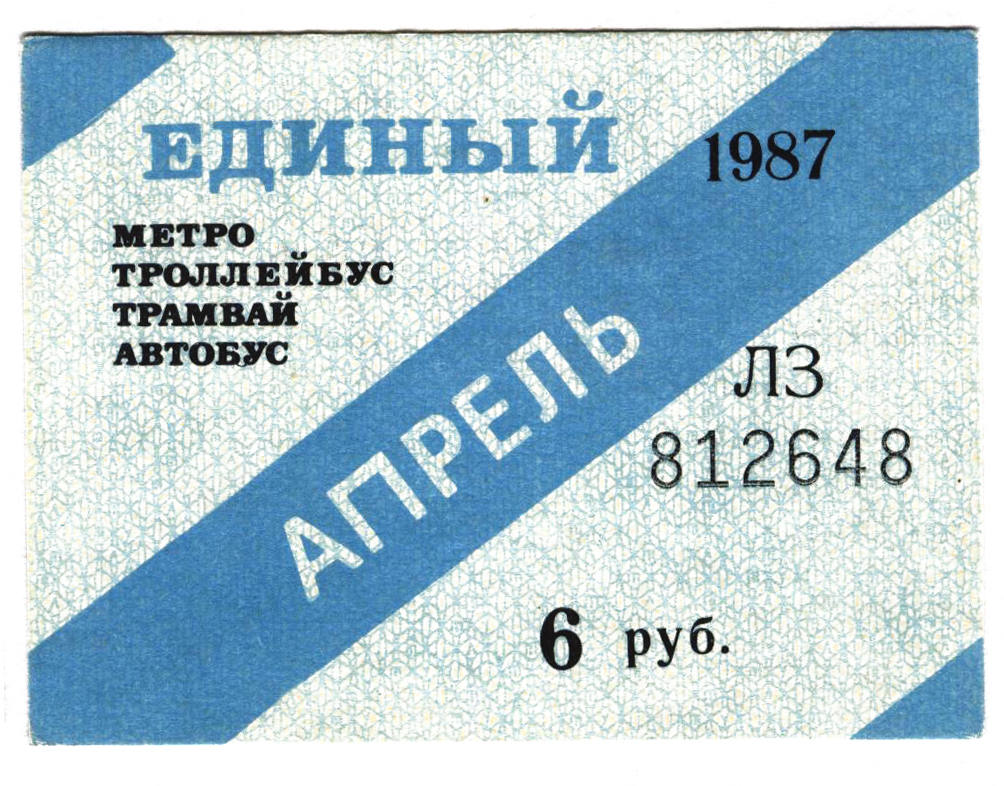 ЕДИНЫЙ
1987
МЕТРО
ТРОЛЛЕЙБУС
ТРАМВАЙ
АВТОБУС
АПРЕЛЬ
ЛЗ
812648
6 руб.